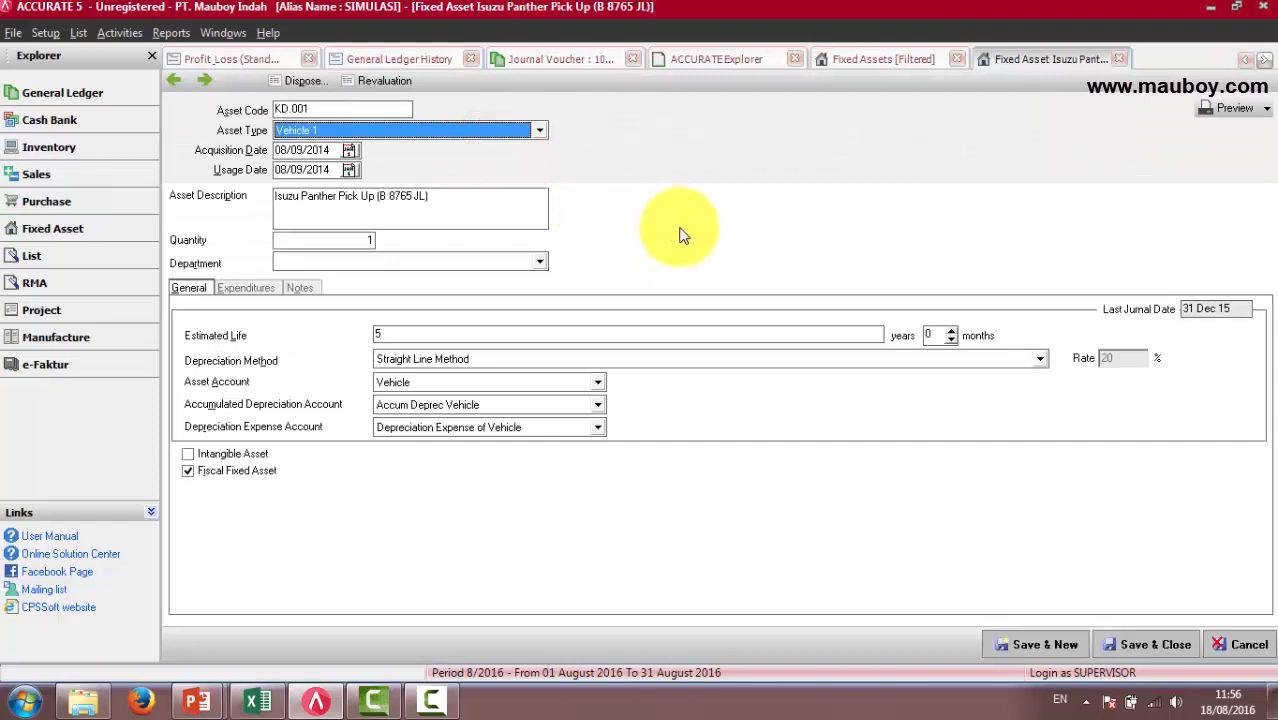 ACCURATE 5 - Unregistered - PT. Mauboy Indah [Alias Name : SIMULASI] - [Fixed Asset Isuzu Panther Pick Up (B 8765 JL)]
File Setup List Activities Reports Windows Help
Explorer
Profit_Loss (Stand... General Ledger History Journal Voucher : 10... ACCURATE Explorer Fixed Assets [Filtered] Fixed Asset Isuzu Pant...
Dispose... Revaluation
www.mauboy.com
Preview
General Ledger
Cash Bank
Inventory
Sales
Purchase
Fixed Asset
List
RMA
Project
Manufacture
e-Faktur
Asset Code KD.001
Asset Type Vehicle 1
Acquisition Date 08/09/2014
Usage Date 08/09/2014
Asset Description Isuzu Panther Pick Up (B 8765 JL)
Quantity 1
Department
General Expenditures Notes
Last Jurnal Date 31 Dec 15
Estimated Life 5 years 0 months
Depreciation Method Straight Line Method Rate 20 %
Asset Account Vehicle
Accumulated Depreciation Account Accum Deprec Vehicle
Depreciation Expense Account Depreciation Expense of Vehicle
Intangible Asset
Fiscal Fixed Asset
Links
User Manual
Online Solution Center
Facebook Page
Mailing list
CPSSoft website
Save & New Save & Close Cancel
Period 8/2016 - From 01 August 2016 To 31 August 2016 Login as SUPERVISOR
EN 11:56
18/08/2016